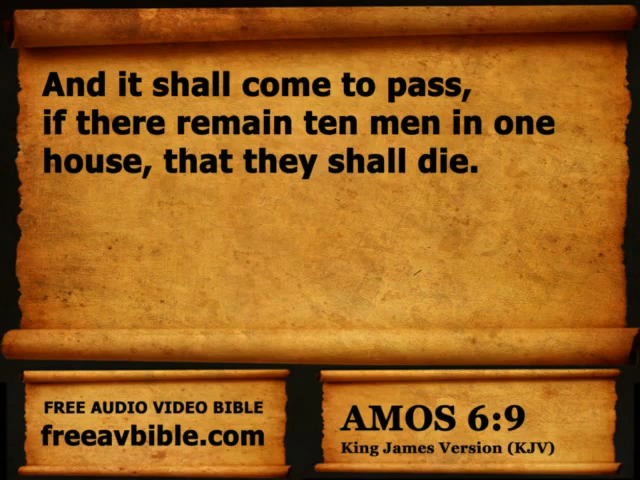 And it shall come to pass,
if there remain ten men in one
house, that they shall die.
FREE AUDIO VIDEO BIBLE
freeavbible.com
AMOS 6:9
King James Version (KJV)